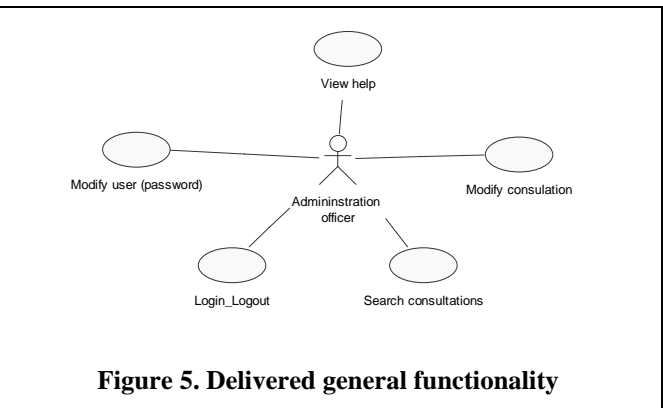 View help
Modify user (password)
Modify consulation
Admininstration
officer
Login_Logout
Search consultations
Figure 5. Delivered general functionality